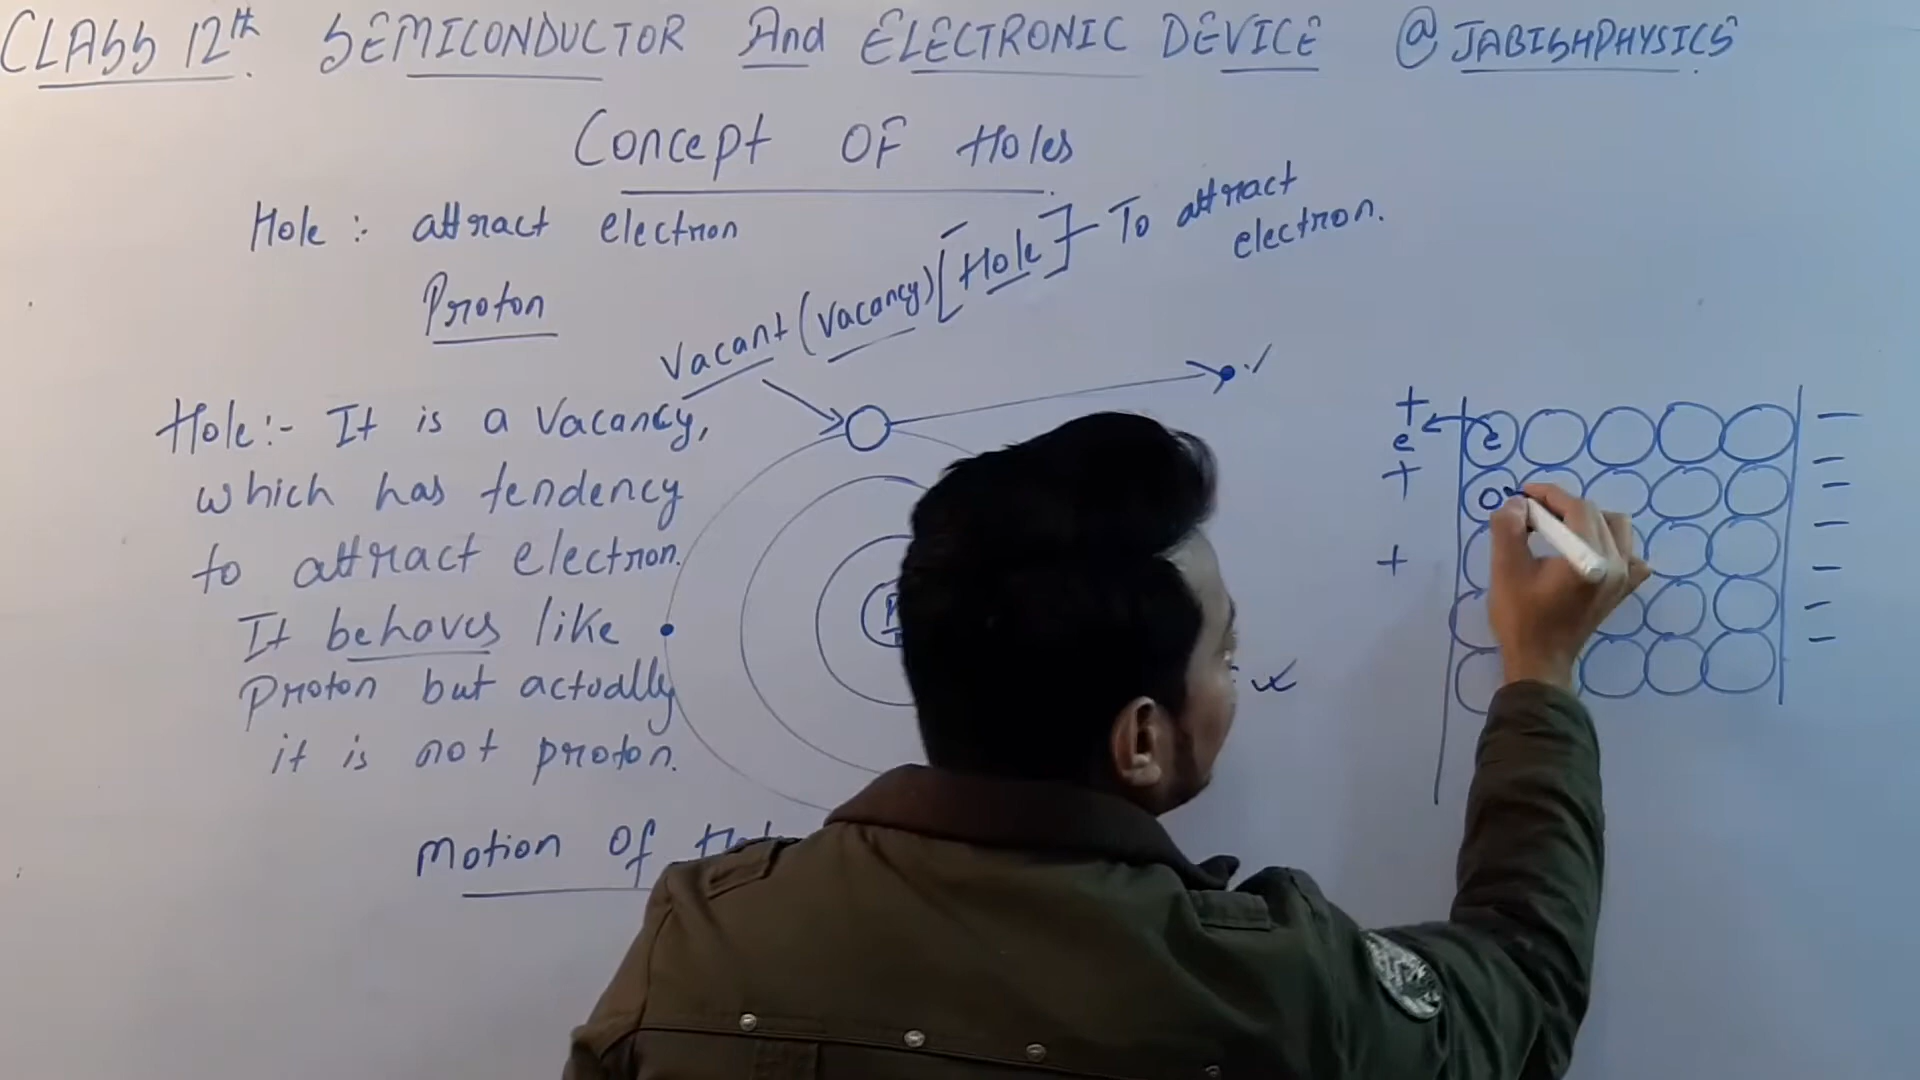 CLASS 12th SEMICONDUCTOR And ELECTRONIC DEVICE @JABISHPHYSICS
Concept OF Holes
Hole : attract electron
Proton
Vacant (Vacancy) [Hole] - To attract
electron.
Hole:- It is a Vacancy,
which has tendency
to attract electron.
It behaves like
Proton but actually
it is not proton.
Motion Of
+
e e
+
+